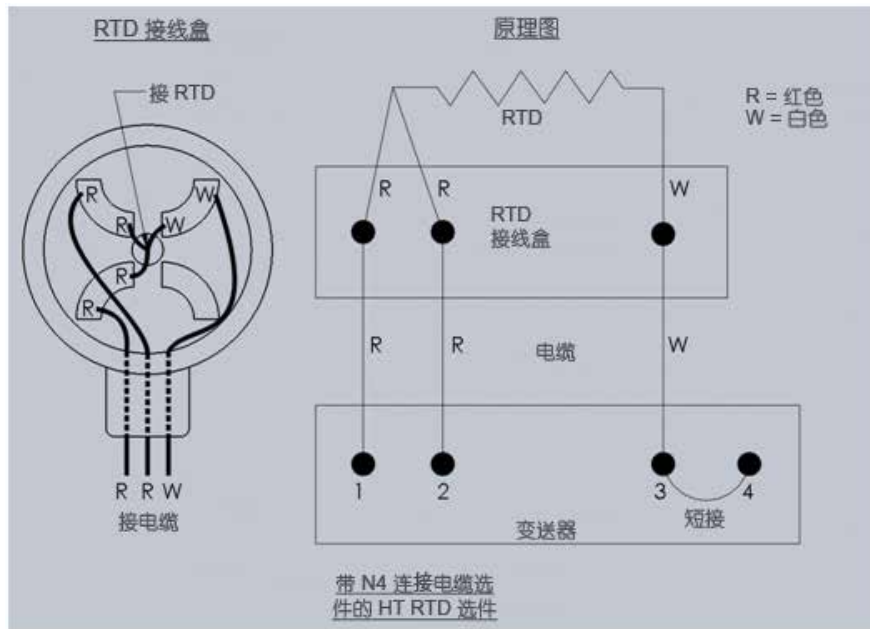 RTD 接线盒
原理图
接 RTD
R = 红色
W = 白色
RTD
R
W
R
W
R
R
R
R
W
RTD
接线盒
R
R
W
电缆
R R W
接电缆
1
2
3
4
短接
变送器
带 N4 连接电缆选
件的 HT RTD 选件